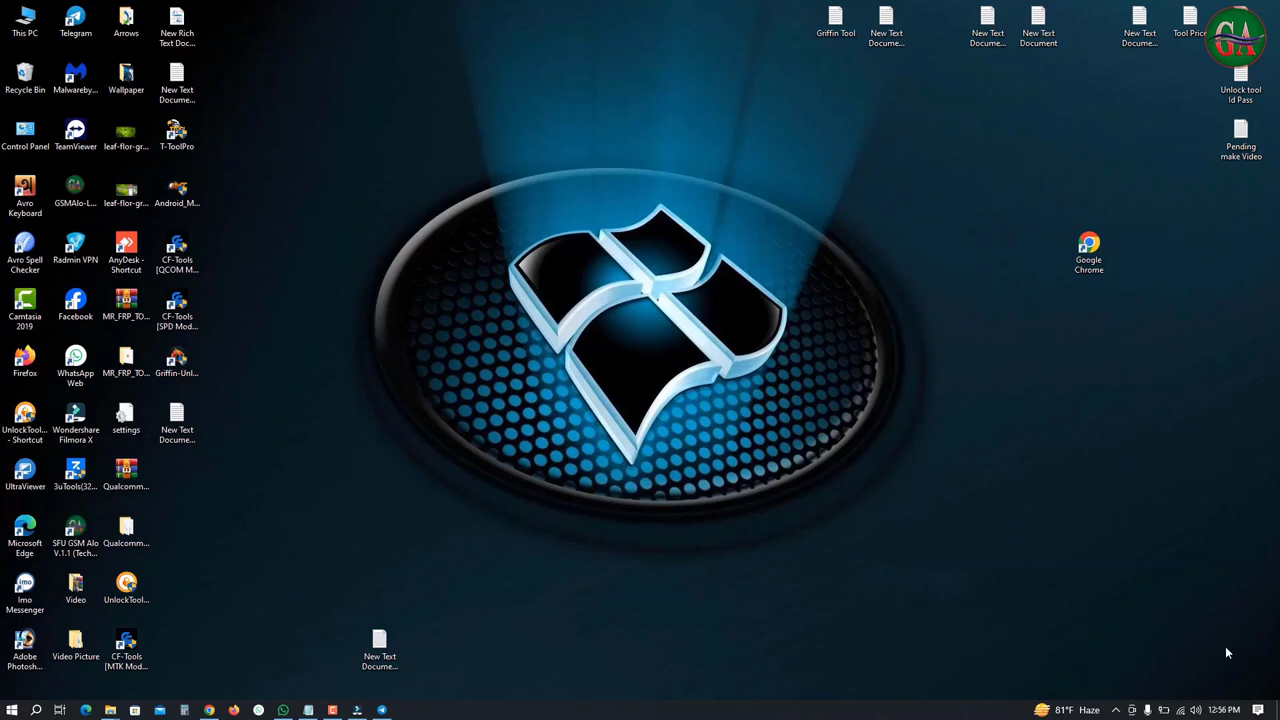 This PC
Telegram
Arrows
New Rich
Text Doc...
Griffin Tool
New Text
Docume...
New Text
Docume...
New Text
Document
New Text
Docume...
Tool Price
GA
Recycle Bin
Malwareby...
Wallpaper
New Text
Docume...
Unlock tool
Id Pass
Control Panel
TeamViewer
leaf-flor-gr...
T-ToolPro
Pending
make Video
Avro
Keyboard
GSMAlo-L...
leaf-flor-gr...
Android_M...
Avro Spell
Checker
Radmin VPN
AnyDesk -
Shortcut
CF-Tools
[QCOM M...
Google
Chrome
Camtasia
2019
Facebook
MR_FRP_TO...
CF-Tools
[SPD Mod...
Firefox
WhatsApp
Web
MR_FRP_TO...
Griffin-Unl...
UnlockTool...
- Shortcut
Wondershare
Filmora X
settings
New Text
Docume...
UltraViewer
3uTools(32...
Qualcomm...
Microsoft
Edge
SFU GSM Alo
V.1.1 (Tech...
Qualcomm...
Imo
Messenger
Video
UnlockTool...
Adobe
Photosh...
Video Picture
CF-Tools
[MTK Mod...
New Text
Docume...
81°F Haze
12:56 PM